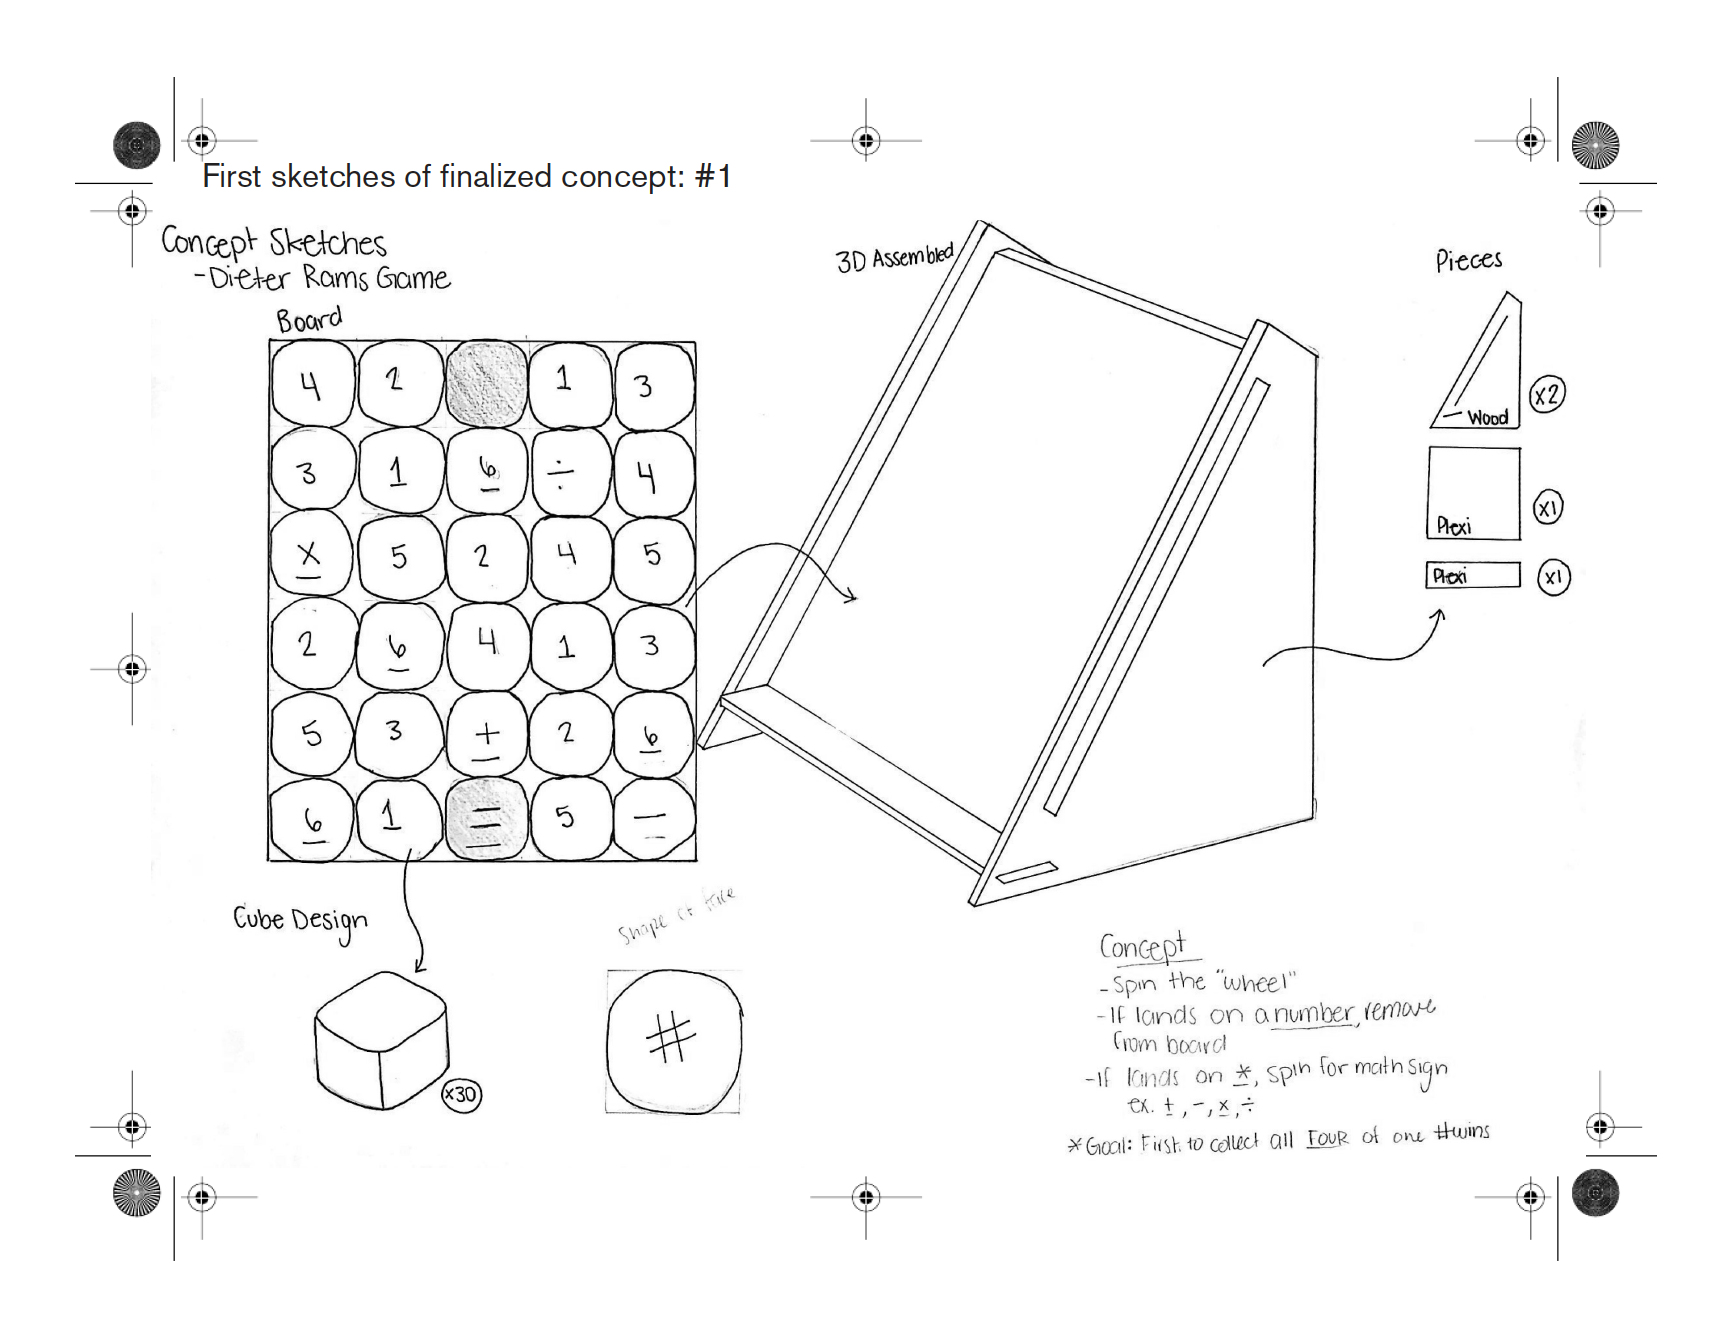 First sketches of finalized concept: #1
Concept Sketches
-Dieter Rams Game
Board
4 2 1 3
3 1 6 ÷ 4
x 5 2 4 5
2 6 4 1 3
5 3 + 2 6
6 1 = 5 -
Cube Design
x30
Shape of face
#
3D Assembled
Pieces
Wood
x2
Plexi
x1
Plexi
x1
Concept
- Spin the "wheel"
- If lands on a number, remove
from board
- If lands on *, spin for math sign
ex. +, -, x, ÷
* Goal: First to collect all FOUR of one # wins